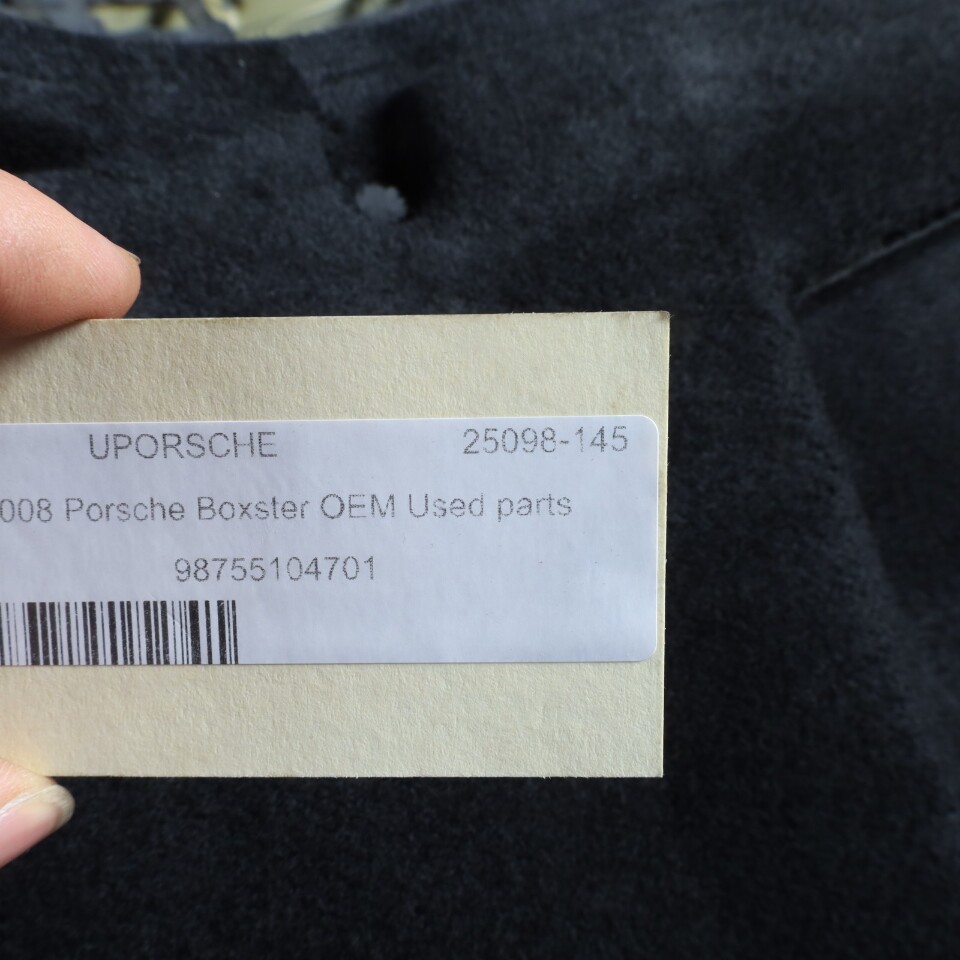 UPORSCHE 25098-145
008 Porsche Boxster OEM Used parts
98755104701